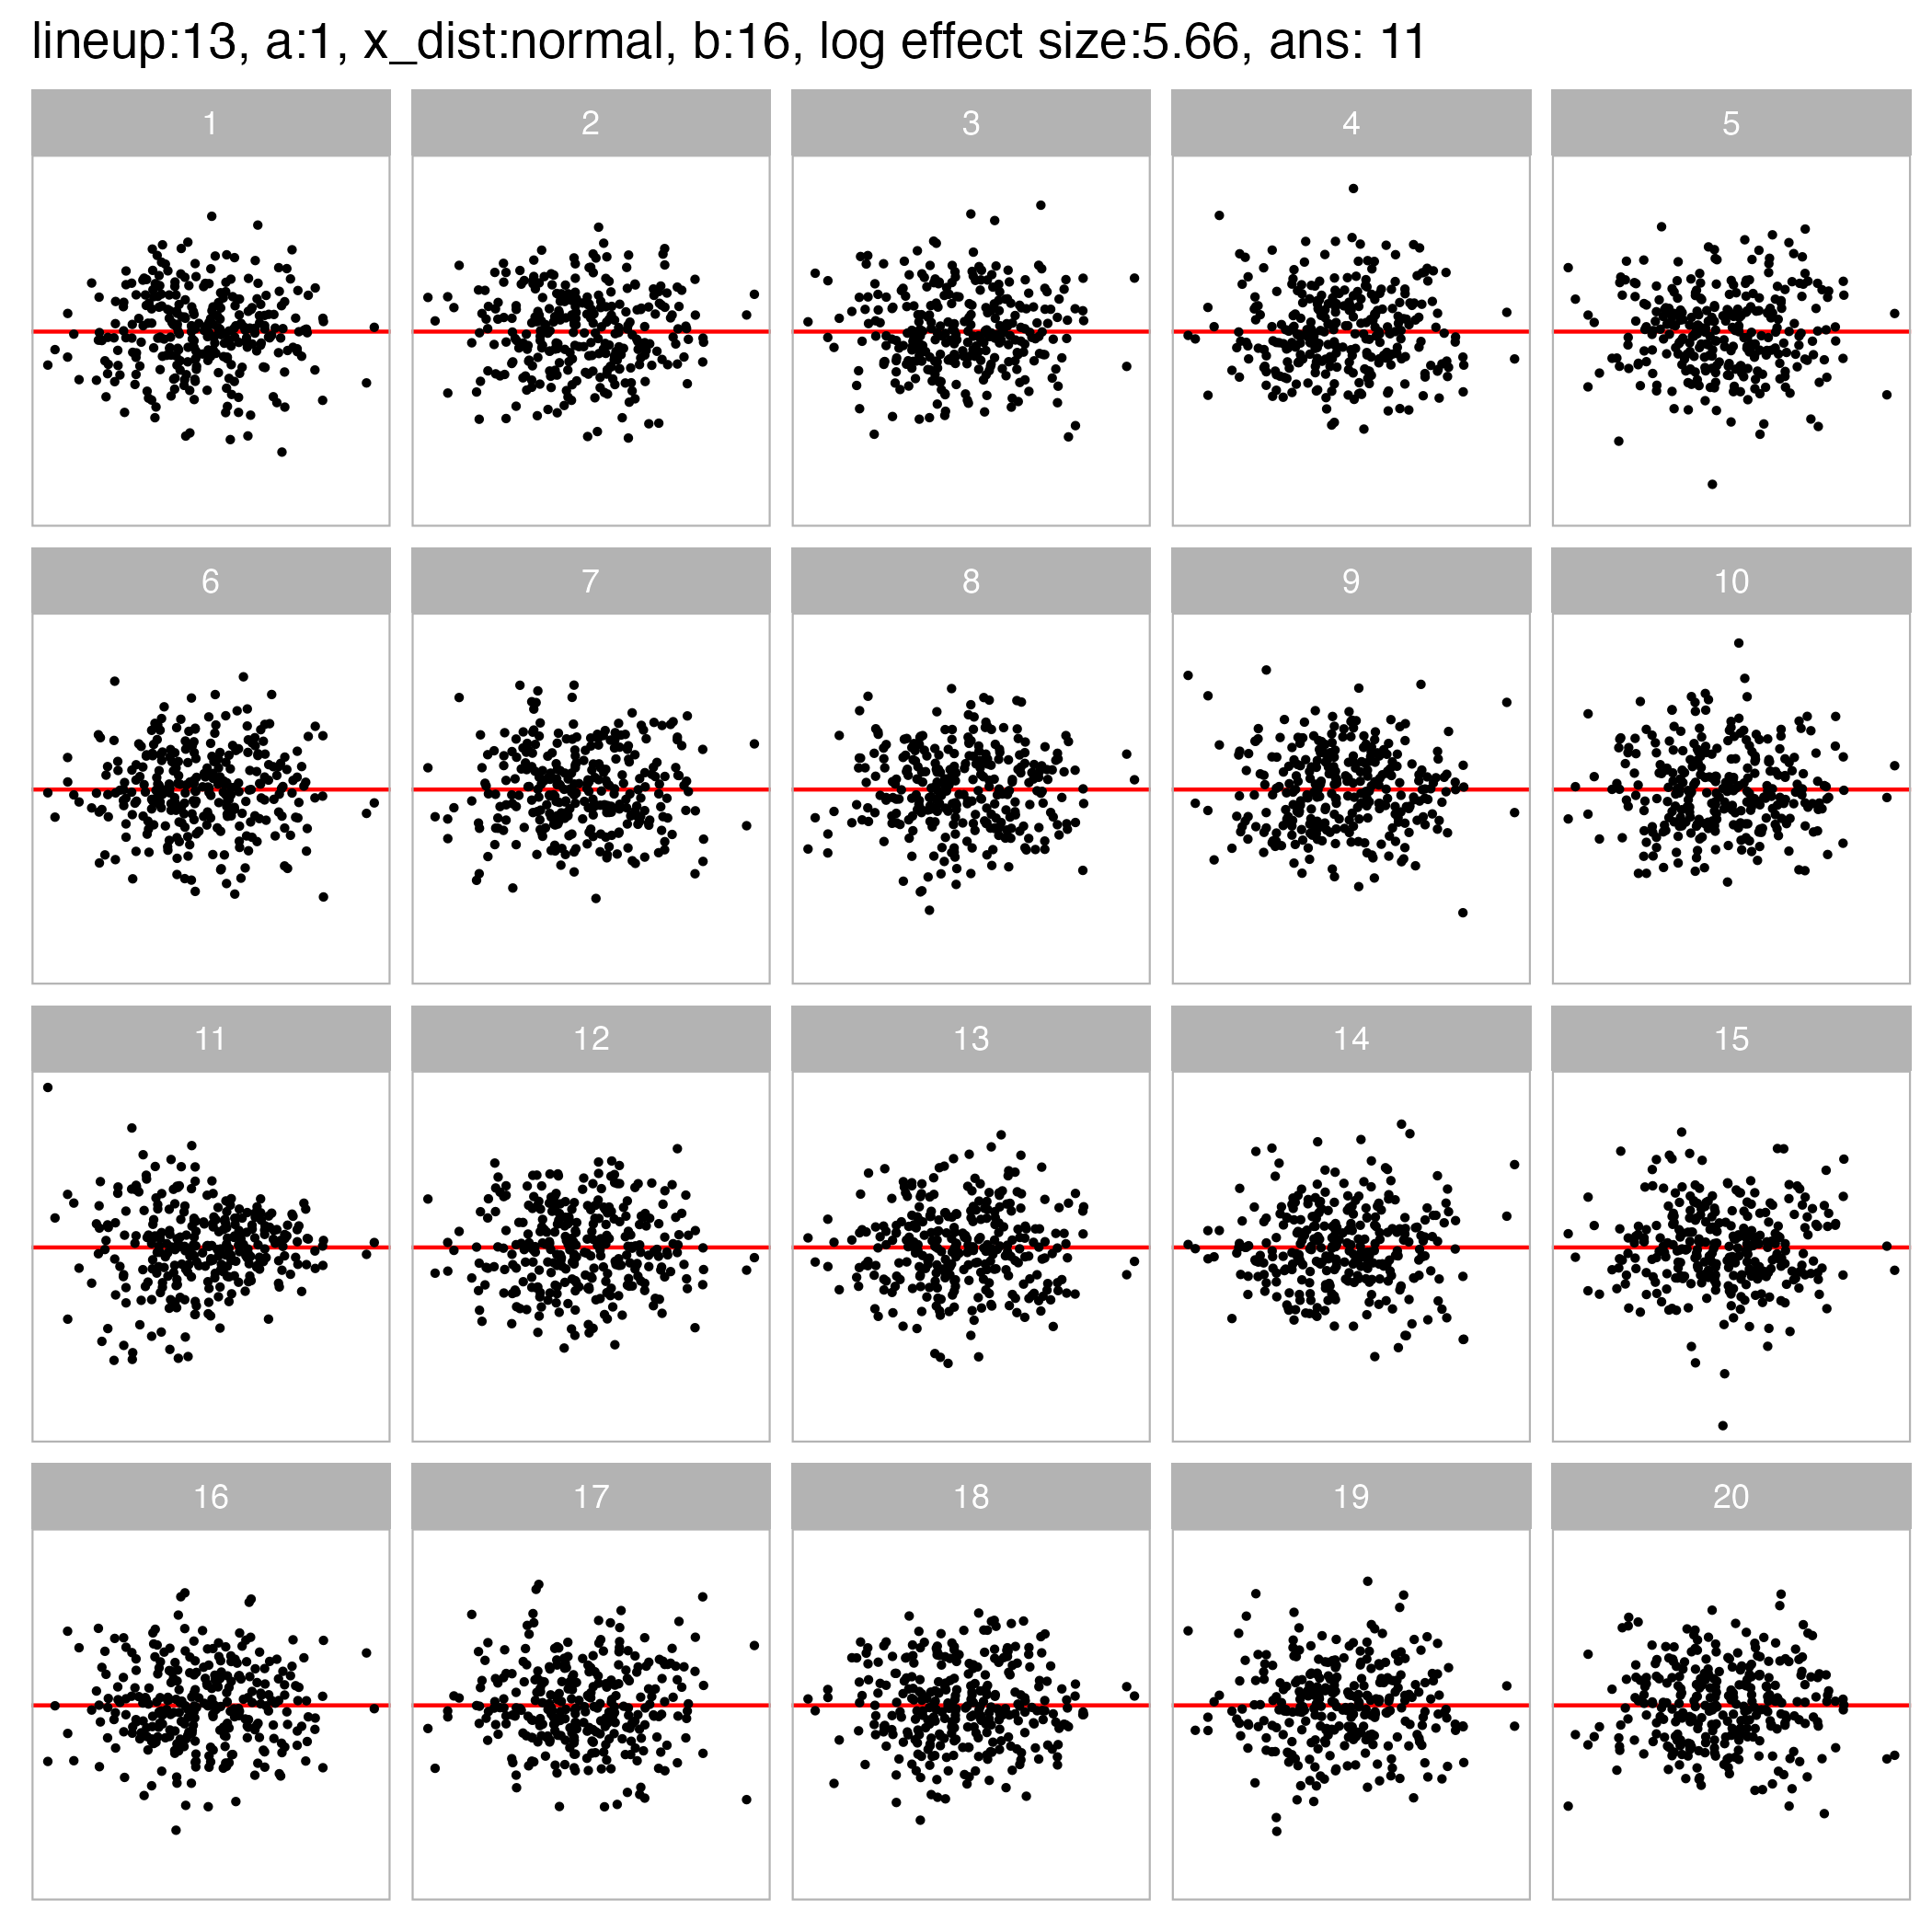 lineup:13, a:1, x_dist:normal, b:16, log effect size:5.66, ans: 11
1 2 3 4 5
6 7 8 9 10
11 12 13 14 15
16 17 18 19 20